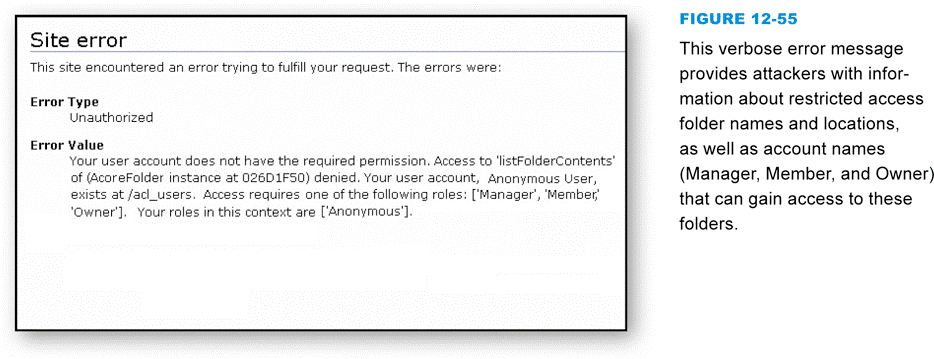 Site error
This site encountered an error trying to fulfill your request. The errors were:
Error Type
Unauthorized
Error Value
Your user account does not have the required permission. Access to 'listFolderContents'
of (AcoreFolder instance at 026D1F50) denied. Your user account, Anonymous User,
exists at /acl_users. Access requires one of the following roles: ['Manager', 'Member,'
'Owner']. Your roles in this context are ['Anonymous'].
FIGURE 12-55
This verbose error message
provides attackers with infor-
mation about restricted access
folder names and locations,
as well as account names
(Manager, Member, and Owner)
that can gain access to these
folders.